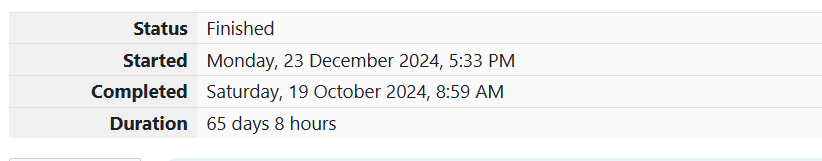 Status Finished
Started Monday, 23 December 2024, 5:33 PM
Completed Saturday, 19 October 2024, 8:59 AM
Duration 65 days 8 hours